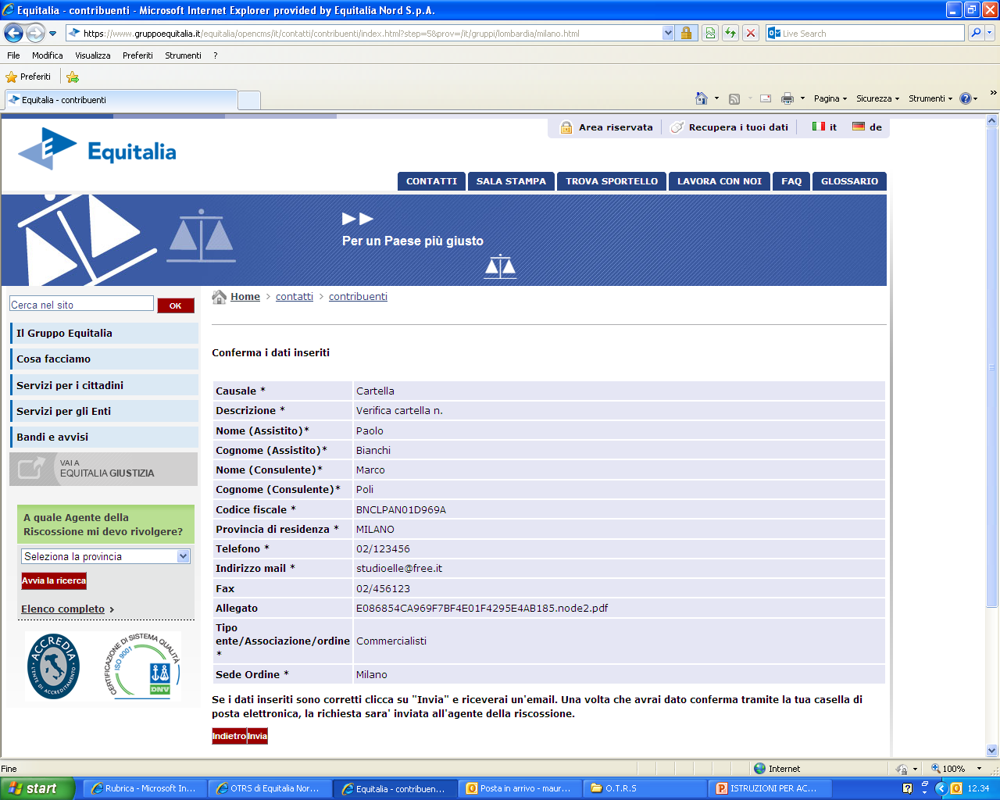 Equitalia - contribuenti - Microsoft Internet Explorer provided by Equitalia Nord S.p.A.
https://www.gruppoequitalia.it/equitalia/opencms/it/contatti/contribuenti/index.html?step=5&prov=/it/gruppi/lombardia/milano.html
Live Search
File Modifica Visualizza Preferiti Strumenti ?
Preferiti
Equitalia - contribuenti
Pagina Sicurezza Strumenti
Area riservata Recupera i tuoi dati it de
Equitalia
CONTATTI SALA STAMPA TROVA SPORTELLO LAVORA CON NOI FAQ GLOSSARIO
Per un Paese più giusto
Cerca nel sito OK
Home > contatti > contribuenti
Il Gruppo Equitalia
Cosa facciamo
Servizi per i cittadini
Servizi per gli Enti
Bandi e avvisi
VAI A
EQUITALIA GIUSTIZIA
A quale Agente della
Riscossione mi devo rivolgere?
Seleziona la provincia
Avvia la ricerca
Elenco completo >
ACCREDIA
L'ENTE DI ACCREDITAMENTO
CERTIFICAZIONE DI SISTEMA QUALITÀ
ISO 9001
DNV
Conferma i dati inseriti
Causale * Cartella
Descrizione * Verifica cartella n.
Nome (Assistito)* Paolo
Cognome (Assistito)* Bianchi
Nome (Consulente)* Marco
Cognome (Consulente)* Poli
Codice fiscale * BNCLPAN01D969A
Provincia di residenza * MILANO
Telefono * 02/123456
Indirizzo mail * studioelle@free.it
Fax 02/456123
Allegato E086854CA969F7BF4E01F4295E4AB185.node2.pdf
Tipo
ente/Associazione/ordine Commercialisti
*
Sede Ordine * Milano
Se i dati inseriti sono corretti clicca su "Invia" e riceverai un'email. Una volta che avrai dato conferma tramite la tua casella di
posta elettronica, la richiesta sara' inviata all'agente della riscossione.
Indietro Invia
Fine Internet 100%
start Rubrica - Microsoft In... OTRS di Equitalia Nor... Equitalia - contribuen... Posta in arrivo - maur... O.T.R.S ISTRUZIONI PER AC... 12.34